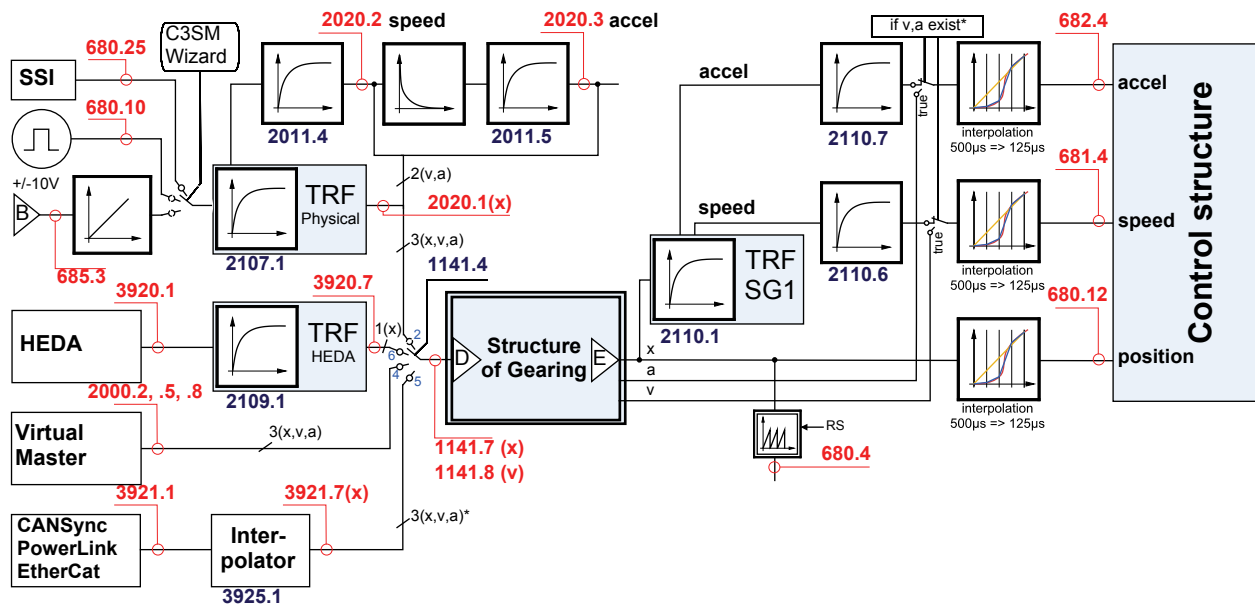 2020.2 speed
2020.3 accel
C3SM
Wizard
680.25
SSI
680.10
+/-10V
B
685.3
2011.4
2011.5
2(v,a)
TRF
Physical
2020.1(x)
2107.1
3(x,v,a)
1141.4
3920.1
3920.7
HEDA
TRF
HEDA
2109.1
1(x)
2
6
4
5
2000.2, .5, .8
Virtual
Master
3(x,v,a)
D
Structure
of Gearing
E
1141.7 (x)
1141.8 (v)
3921.1
3921.7(x)
CANSync
PowerLink
EtherCat
Inter-
polator
3925.1
3(x,v,a)*
if v,a exist*
accel
2110.7
true
interpolation
500µs => 125µs
682.4
accel
speed
2110.6
true
interpolation
500µs => 125µs
681.4
speed
TRF
SG1
2110.1
x
a
v
RS
680.4
interpolation
500µs => 125µs
680.12
position
Control structure